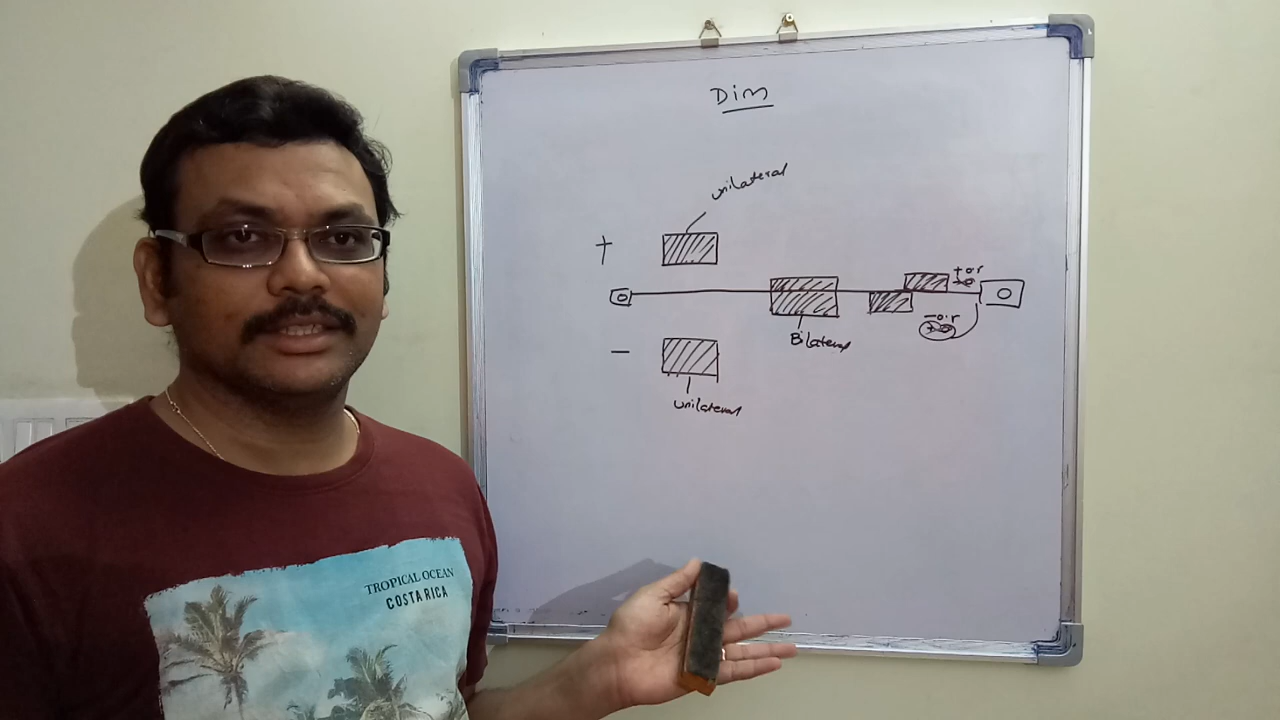 Dim
unilateral
+
+or
-or
Bilateral
-
unilateral
TROPICAL OCEAN
COSTA RICA